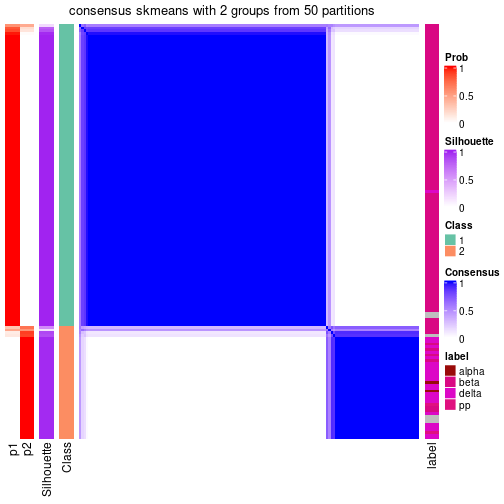 consensus skmeans with 2 groups from 50 partitions
Prob
1
0.5
0
Silhouette
1
0.5
0
Class
1
2
Consensus
1
0.5
0
label
alpha
beta
delta
pp
p1
p2
Silhouette
Class
label